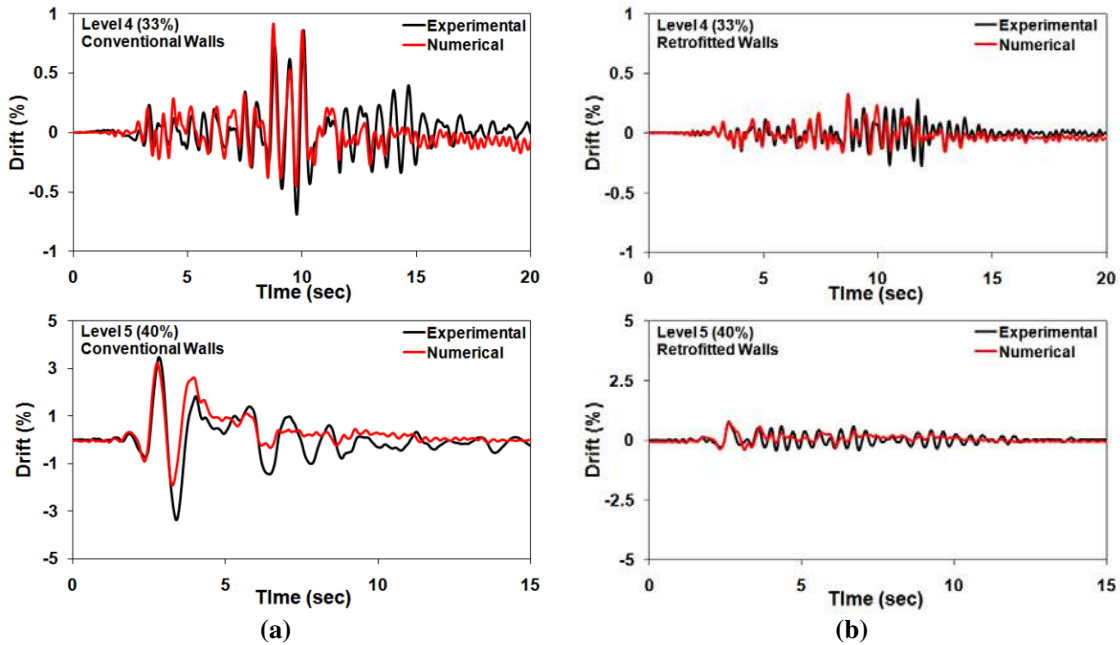 Level 4 (33%)
Conventional Walls
Experimental
Numerical
1
0.5
0
-0.5
-1
Drift (%)
0 5 10 15 20
TIme (sec)
Level 4 (33%)
Retrofitted Walls
Experimental
Numerical
1
0.5
0
-0.5
-1
Drift (%)
0 5 10 15 20
TIme (sec)
Level 5 (40%)
Conventional Walls
Experimental
Numerical
5
3
1
-1
-3
-5
Drift (%)
0 5 10 15
TIme (sec)
(a)
Level 5 (40%)
Retrofitted Walls
Experimental
Numerical
5
2.5
0
-2.5
-5
Drift (%)
0 5 10 15
TIme (sec)
(b)